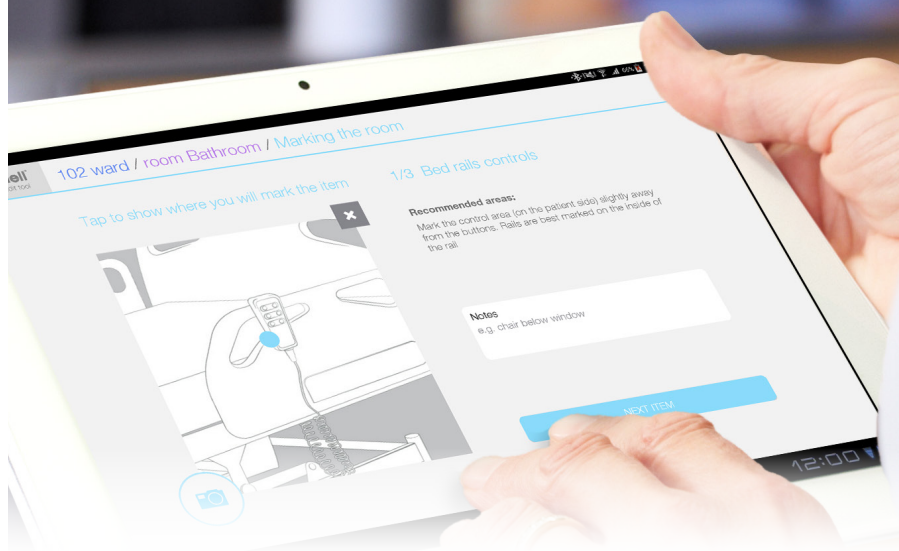 66%
102 ward / room Bathroom / Marking the room
Tap to show where you will mark the item
1/3 Bed rails controls
Recommended areas:
Mark the control area (on the patient side) slightly away
from the buttons. Rails are best marked on the inside of
the rail
Notes
e.g. chair below window
NEXT ITEM
12:00